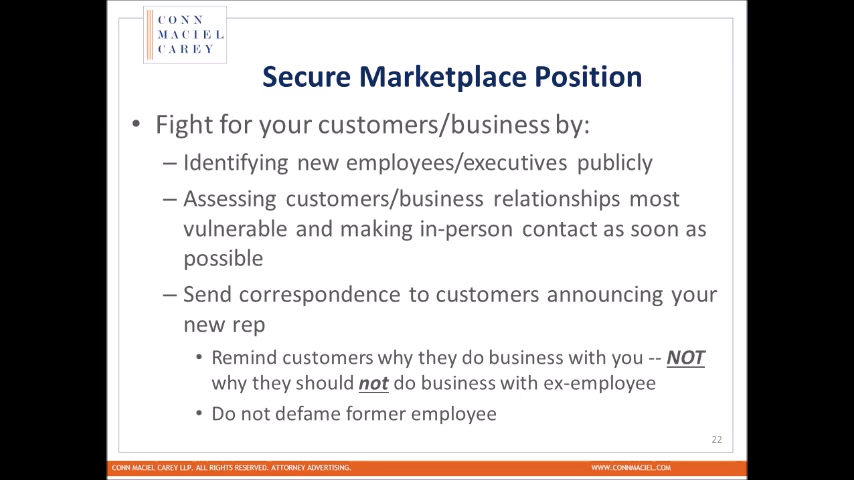 CONN
MACIEL
CAREY
Secure Marketplace Position
• Fight for your customers/business by:
– Identifying new employees/executives publicly
– Assessing customers/business relationships most
vulnerable and making in-person contact as soon as
possible
– Send correspondence to customers announcing your
new rep
• Remind customers why they do business with you -- NOT
why they should not do business with ex-employee
• Do not defame former employee
22
CONN MACIEL CAREY LLP. ALL RIGHTS RESERVED. ATTORNEY ADVERTISING. WWW.CONNMACIEL.COM